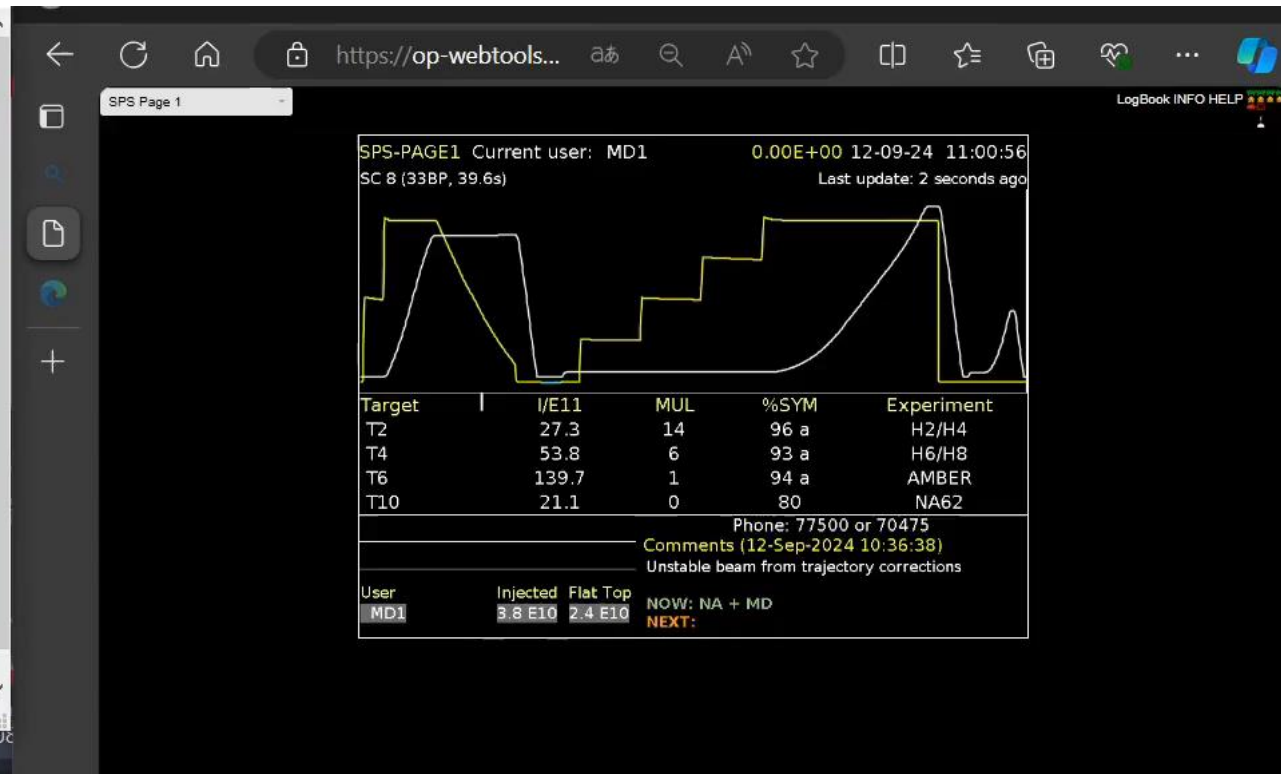 https://op-webtools... aあ A
SPS Page 1
LogBook INFO HELP
SPS-PAGE1 Current user: MD1 0.00E+00 12-09-24 11:00:56
SC 8 (33BP, 39.6s) Last update: 2 seconds ago
Target I/E11 MUL %SYM Experiment
T2 27.3 14 96 a H2/H4
T4 53.8 6 93 a H6/H8
T6 139.7 1 94 a AMBER
T10 21.1 0 80 NA62
Phone: 77500 or 70475
Comments (12-Sep-2024 10:36:38)
Unstable beam from trajectory corrections
User Injected Flat Top
MD1 3.8 E10 2.4 E10
NOW: NA + MD
NEXT: